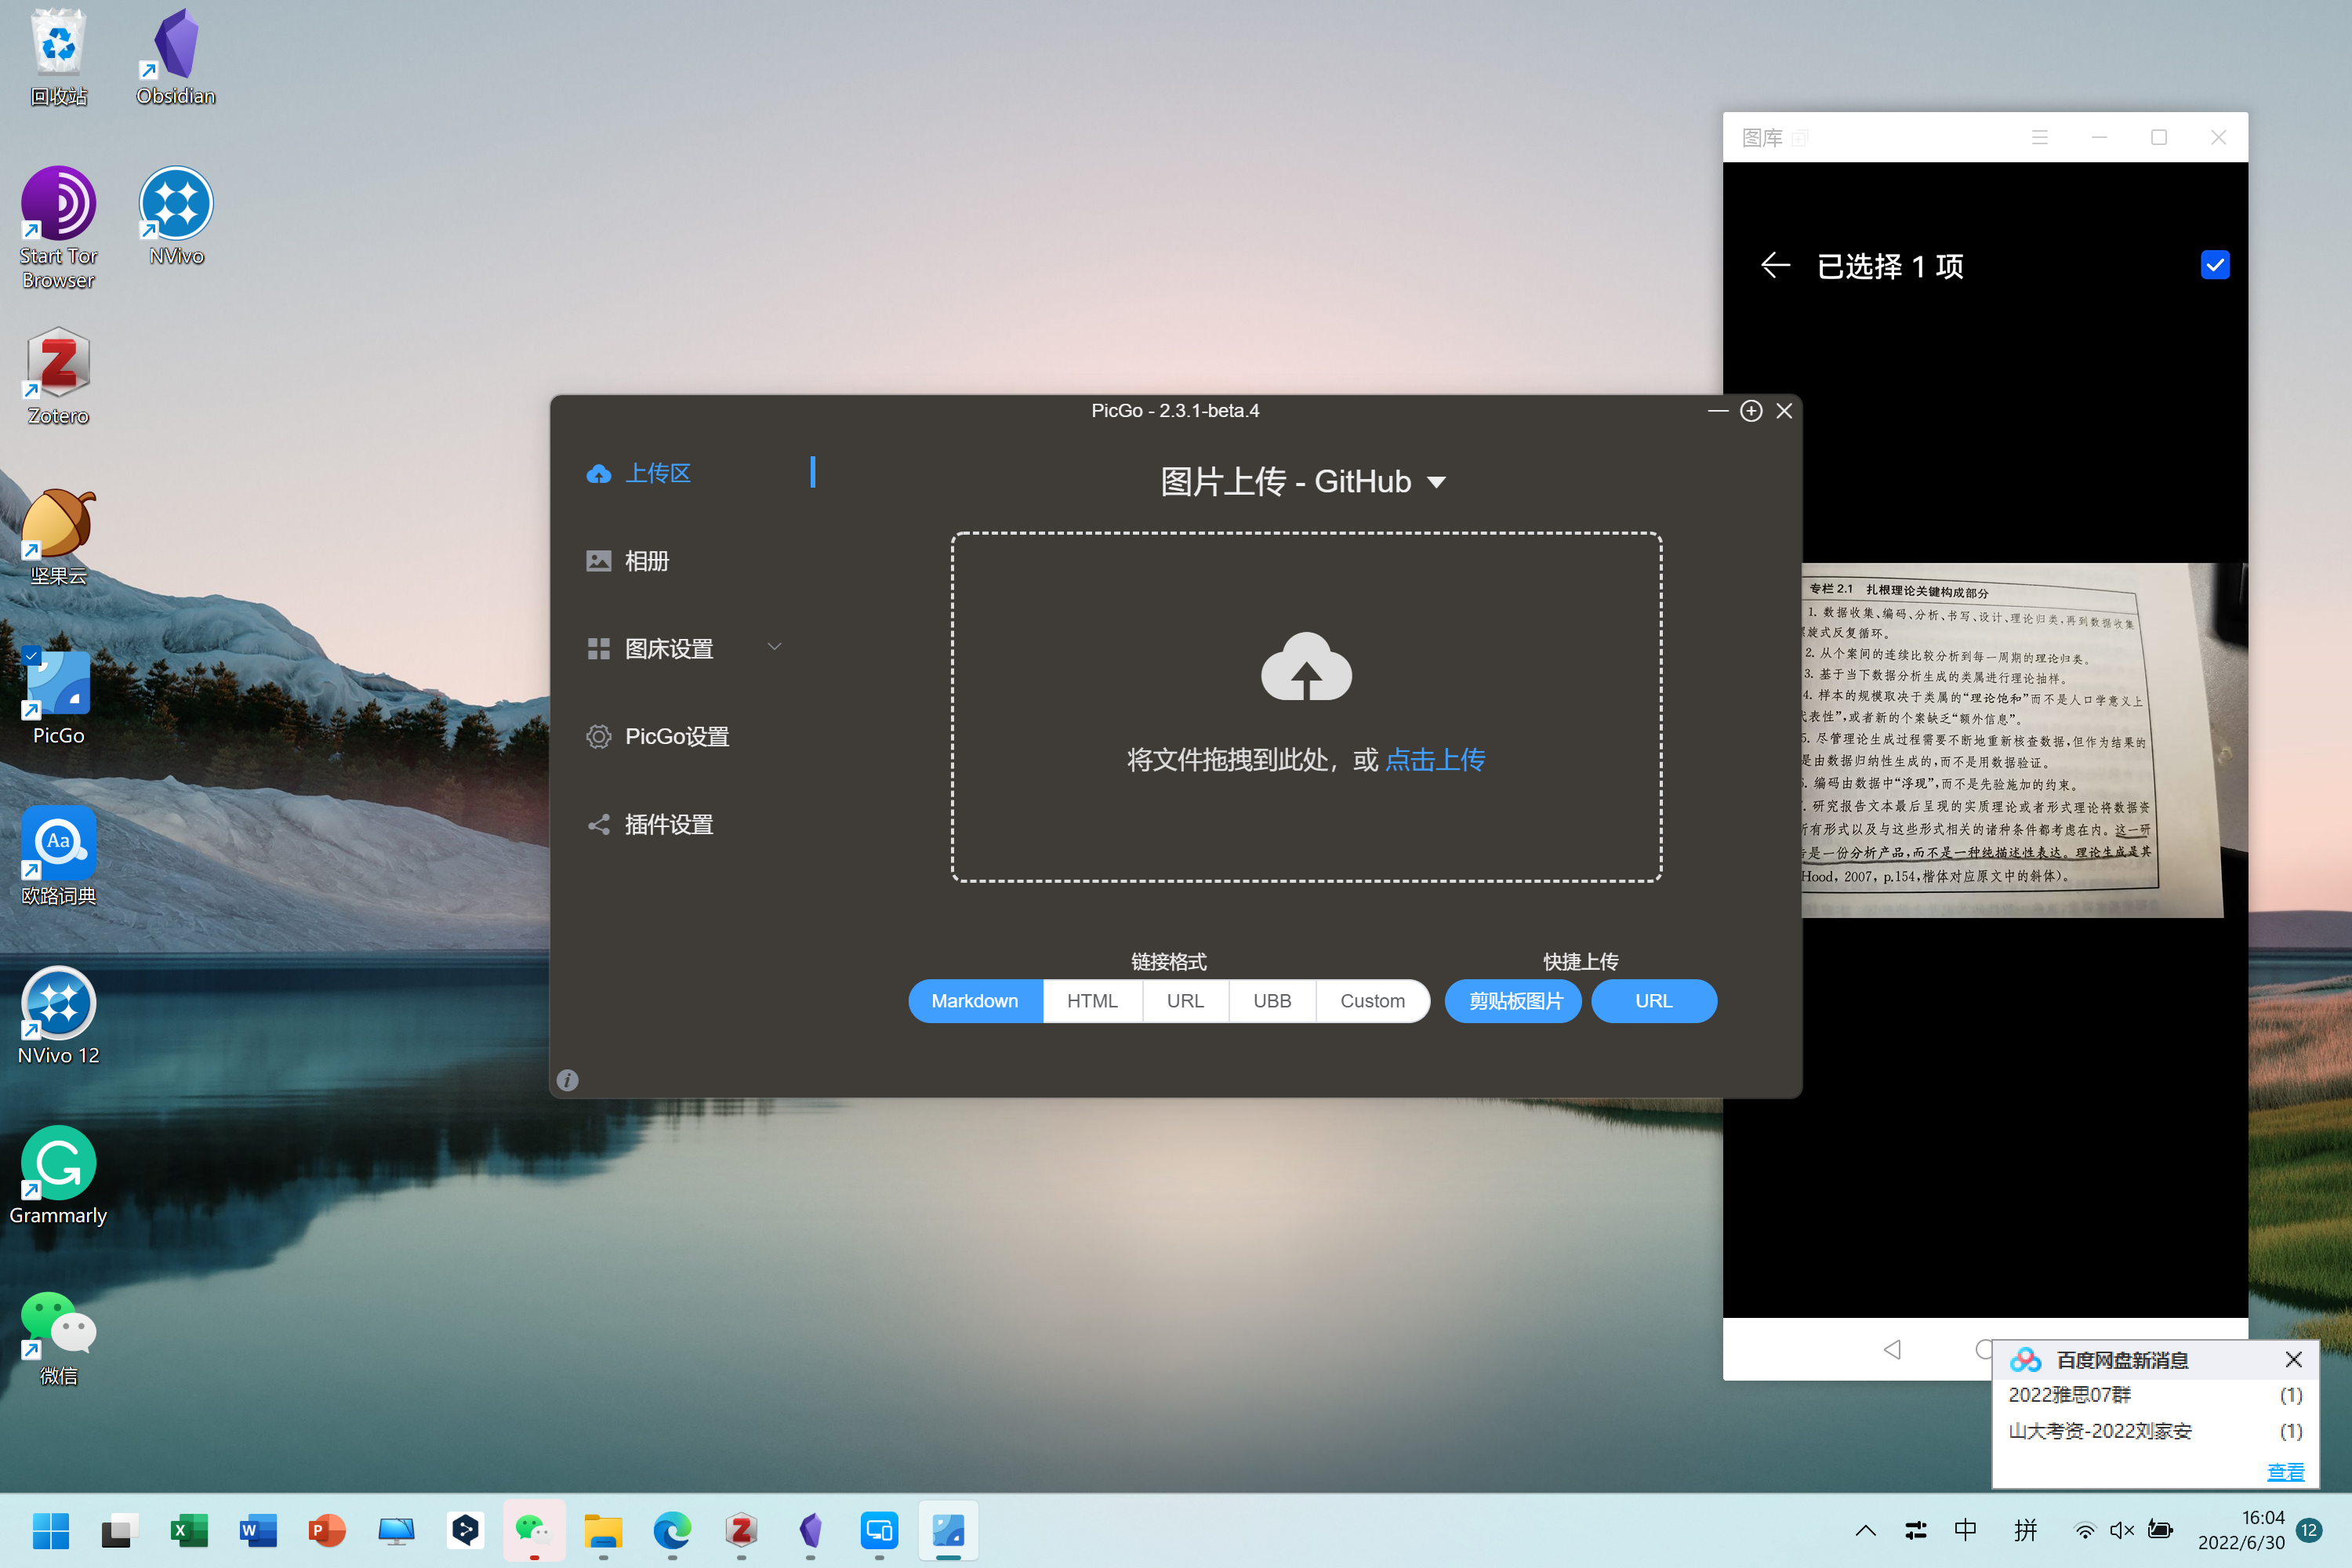 回收站
Obsidian
Start Tor
Browser
NVivo
Zotero
坚果云
PicGo
欧路词典
NVivo 12
Grammarly
微信
PicGo - 2.3.1-beta.4
上传区
相册
图床设置
PicGo设置
插件设置
图片上传 - GitHub
将文件拖拽到此处，或 点击上传
链接格式
快捷上传
Markdown
HTML
URL
UBB
Custom
剪贴板图片
URL
图库
已选择 1 项
专栏 2.1 扎根理论关键构成部分
1. 数据收集、编码、分析、书写、设计、理论归类，再到数据收集
旋式反复循环。
2. 从个案间的连续比较分析到每一周期的理论归类。
3. 基于当下数据分析生成的类属进行理论抽样。
4. 样本的规模取决于类属的“理论饱和”而不是人口学意义上
代表性”，或者新的个案缺乏“额外信息”。
5. 尽管理论生成过程需要不断地重新核查数据，但作为结果的
是由数据归纳性生成的，而不是用数据验证。
6. 编码由数据中“浮现”，而不是先验施加的约束。
. 研究报告文本最后呈现的实质理论或者形式理论将数据资
所有形式以及与这些形式相关的诸种条件都考虑在内。这一研
是一份分析产品，而不是一种纯描述性表达。理论生成是其
Hood, 2007, p.154，楷体对应原文中的斜体）。
百度网盘新消息
2022雅思07群 (1)
山大考资-2022刘家安 (1)
查看
中
拼
16:04
2022/6/30
12